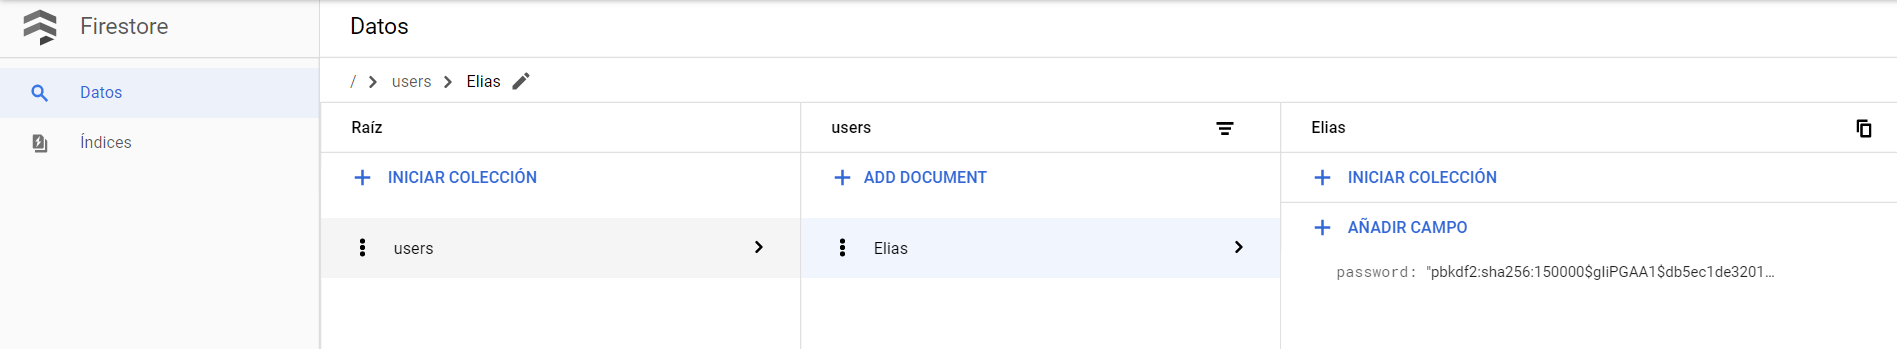 Firestore
Datos
Índices
Datos
/ users Elias
Raíz
INICIAR COLECCIÓN
users
users
ADD DOCUMENT
Elias
Elias
INICIAR COLECCIÓN
AÑADIR CAMPO
password: "pbkdf2:sha256:150000$gIiPGAA1$db5ec1de3201…